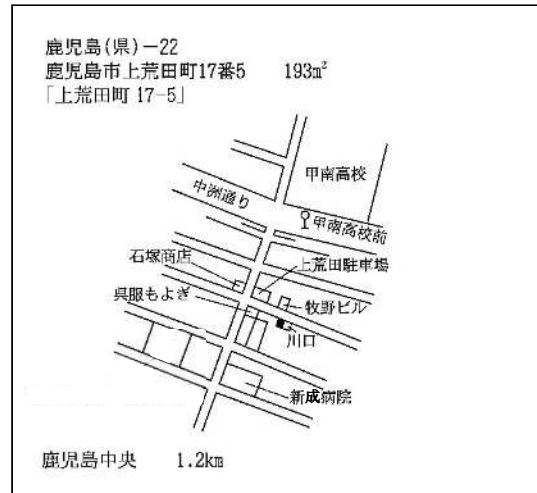 鹿児島(県)－22
鹿児島市上荒田町17番5 193m²
「上荒田町 17-5」
甲南高校
中洲通り
甲南高校前
石塚商店
上荒田駐車場
呉服もよぎ
牧野ビル
川口
新成病院
鹿児島中央 1.2km